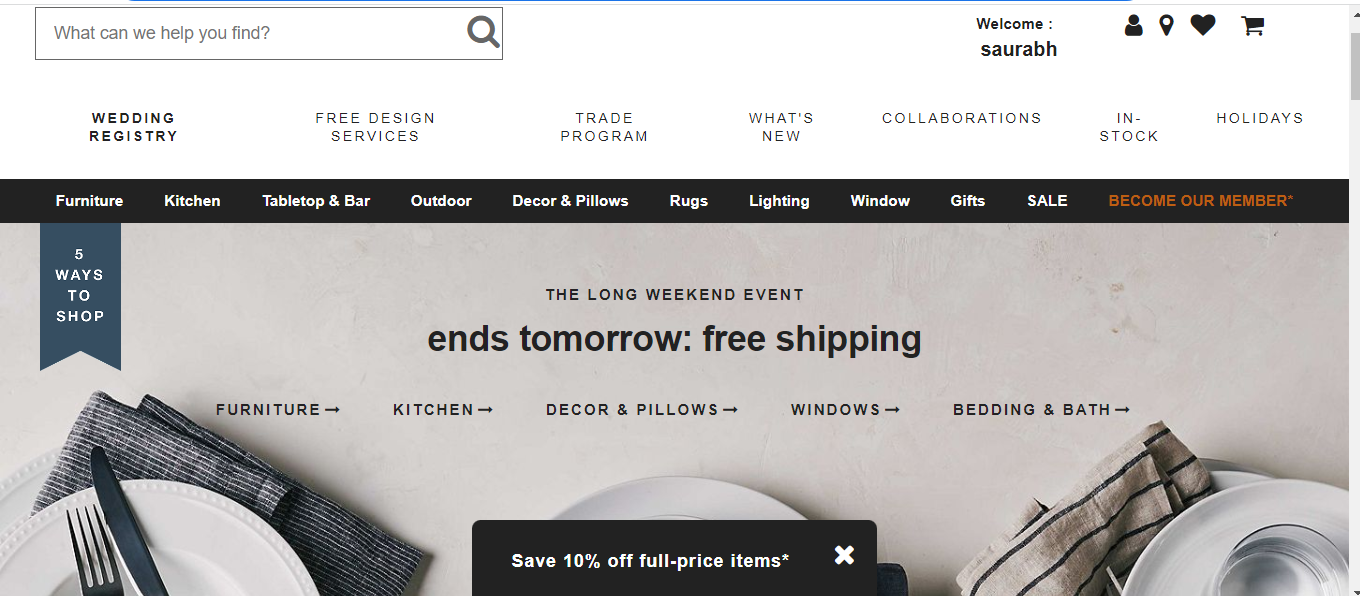 What can we help you find?
Welcome :
saurabh
WEDDING
REGISTRY
FREE DESIGN
SERVICES
TRADE
PROGRAM
WHAT'S
NEW
COLLABORATIONS
IN-
STOCK
HOLIDAYS
Furniture Kitchen Tabletop & Bar Outdoor Decor & Pillows Rugs Lighting Window Gifts SALE BECOME OUR MEMBER*
5
WAYS
TO
SHOP
THE LONG WEEKEND EVENT
ends tomorrow: free shipping
FURNITURE→ KITCHEN→ DECOR & PILLOWS→ WINDOWS→ BEDDING & BATH→
Save 10% off full-price items*